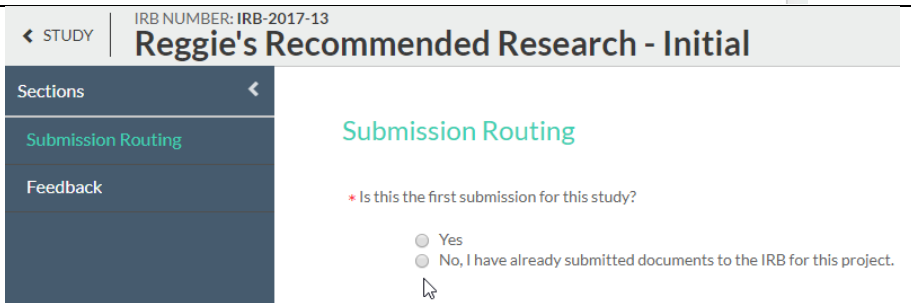 IRB NUMBER: IRB-2017-13
STUDY
Reggie's Recommended Research - Initial
Sections
Submission Routing
Feedback
Submission Routing
* Is this the first submission for this study?
Yes
No, I have already submitted documents to the IRB for this project.